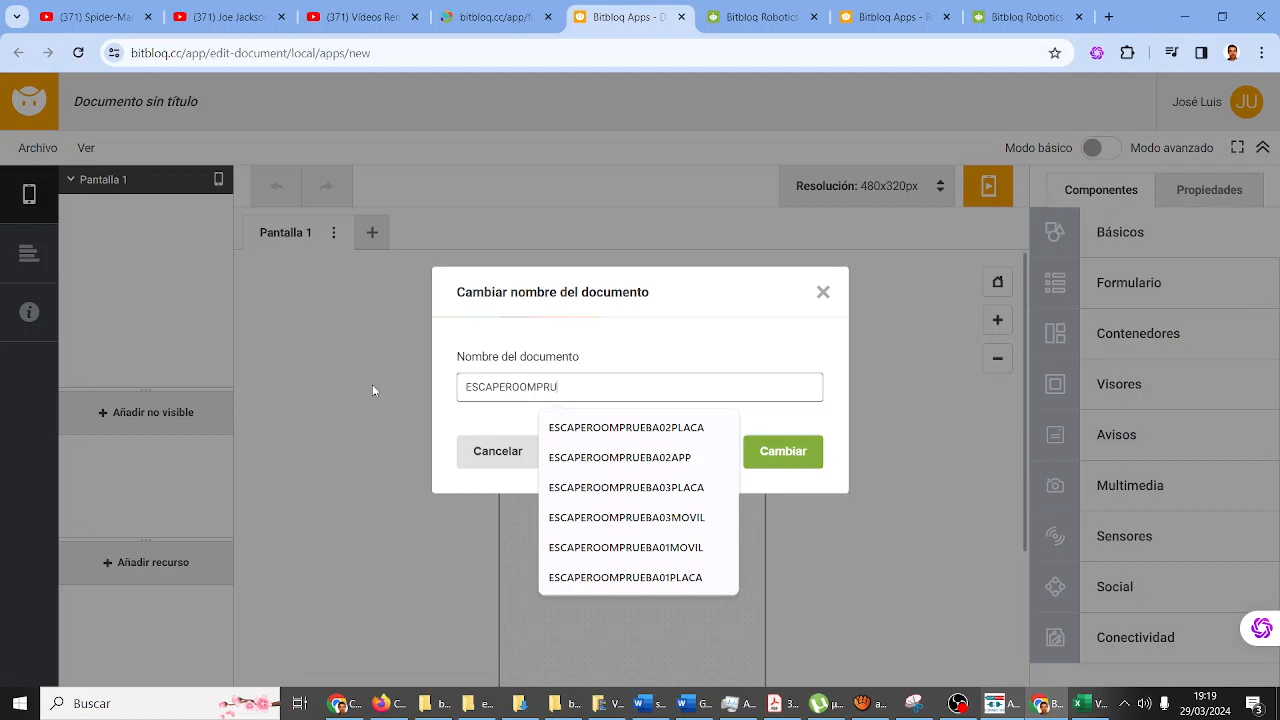 (371) Spider-Mar
(371) Joe Jackso
(371) Vídeos Re
bitbloq.cc/app/
Bitbloq Apps - D
Bitbloq Robotics
Bitbloq Apps - R
Bitbloq Robotics
bitbloq.cc/app/edit-document/local/apps/new
Documento sin título
José Luis
JU
Archivo
Ver
Modo básico
Modo avanzado
Pantalla 1
Resolución: 480x320px
Componentes
Propiedades
Pantalla 1
Básicos
Formulario
Contenedores
Visores
Avisos
Multimedia
Sensores
Social
Conectividad
Cambiar nombre del documento
Nombre del documento
ESCAPEROOMPRU
Cancelar
Cambiar
ESCAPEROOMPRUEBA02PLACA
ESCAPEROOMPRUEBA02APP
ESCAPEROOMPRUEBA03PLACA
ESCAPEROOMPRUEBA03MOVIL
ESCAPEROOMPRUEBA01MOVIL
ESCAPEROOMPRUEBA01PLACA
Añadir no visible
Añadir recurso
Buscar
19:19
29/03/2024